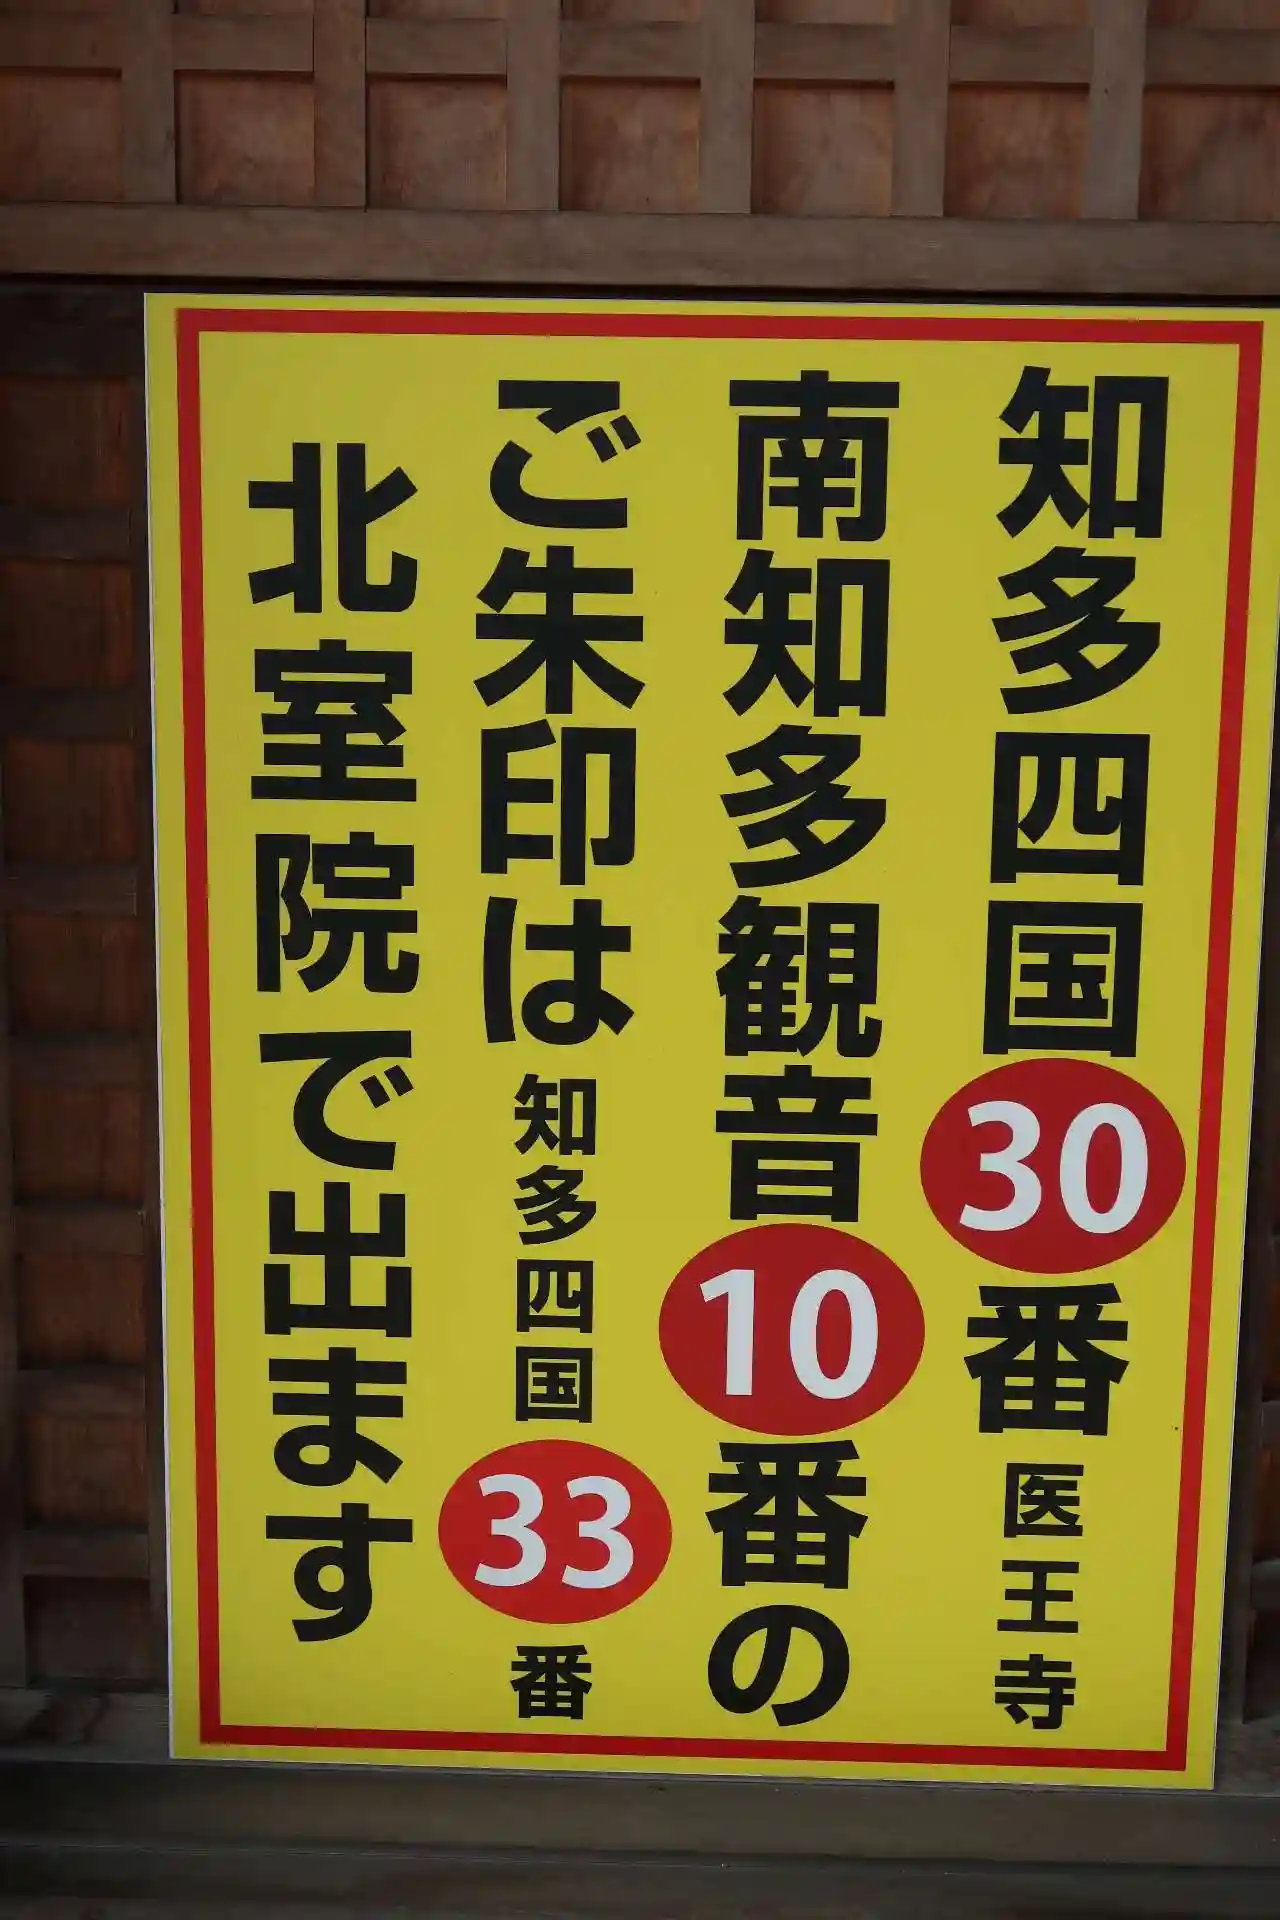 知多四国30番 医王寺
南知多観音10番の
ご朱印は 知多四国33番
北室院で出ます